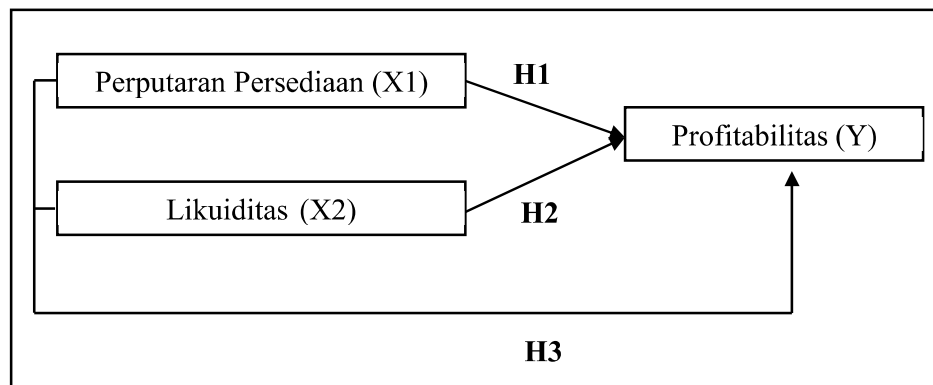 Perputaran Persediaan (X1)
H1
Profitabilitas (Y)
Likuiditas (X2)
H2
H3